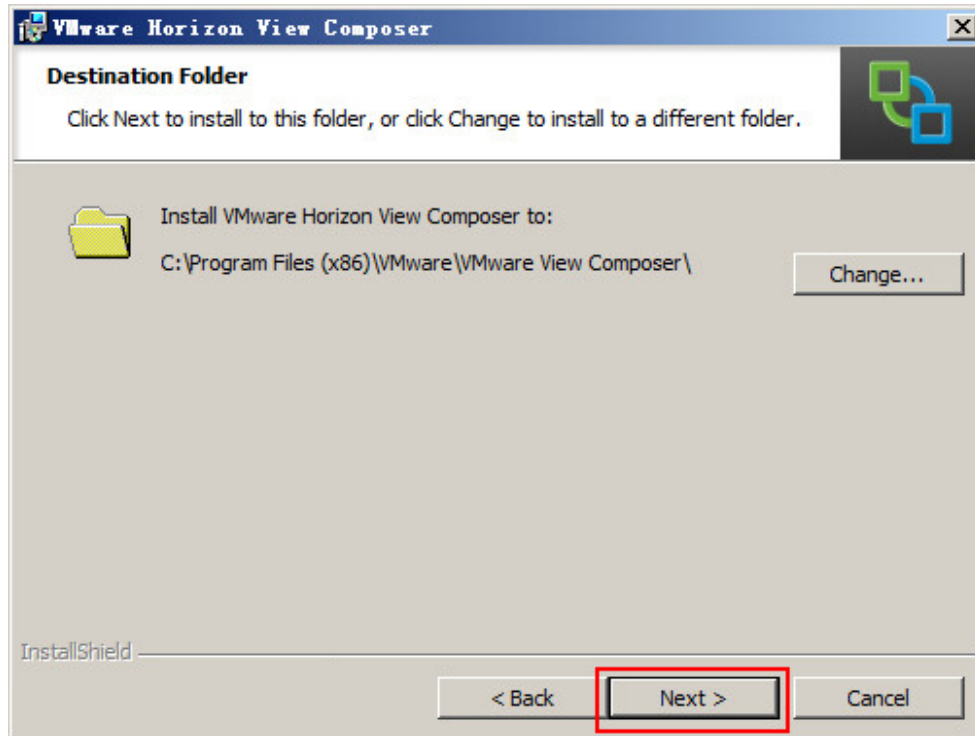 VMware Horizon View Composer
Destination Folder
Click Next to install to this folder, or click Change to install to a different folder.
Install VMware Horizon View Composer to:
C:\Program Files (x86)\VMware\VMware View Composer\
Change...
InstallShield
< Back
Next >
Cancel